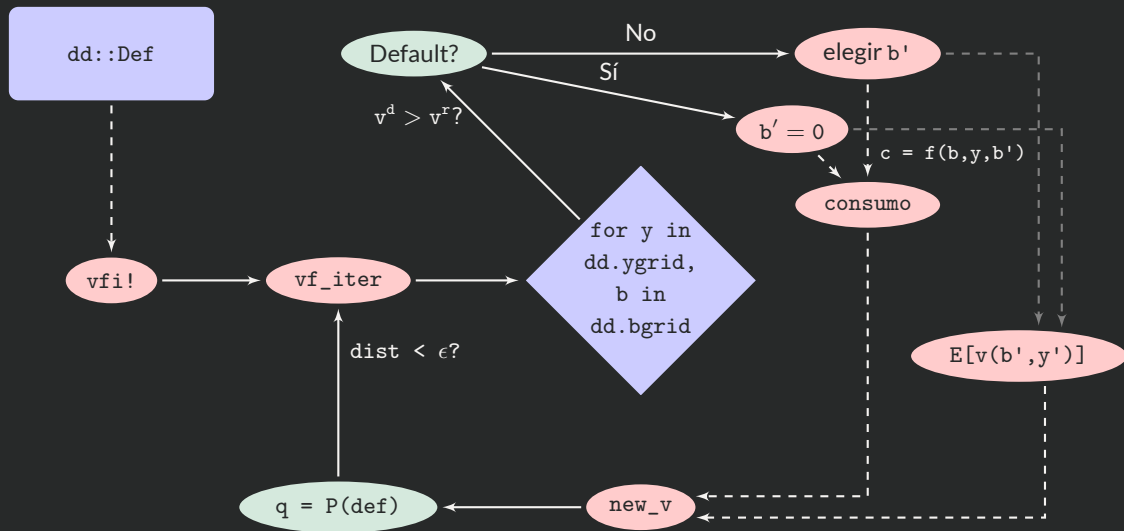 dd::Def
Default?
No
elegir b'
Sí
v^d > v^r?
b′ = 0
c = f(b,y,b')
consumo
for y in
dd.ygrid,
b in
dd.bgrid
vfi!
vf_iter
dist < ϵ?
E[v(b',y')]
q = P(def)
new_v